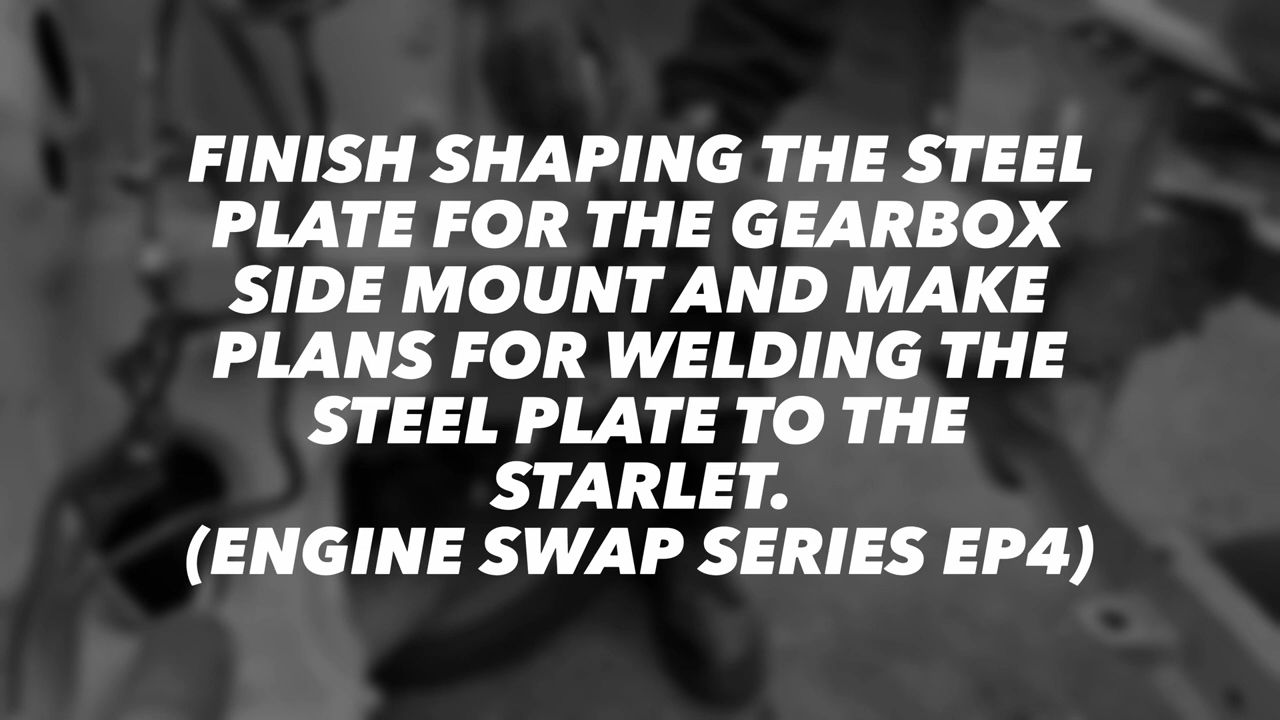 FINISH SHAPING THE STEEL
PLATE FOR THE GEARBOX
SIDE MOUNT AND MAKE
PLANS FOR WELDING THE
STEEL PLATE TO THE
STARLET.
(ENGINE SWAP SERIES EP4)